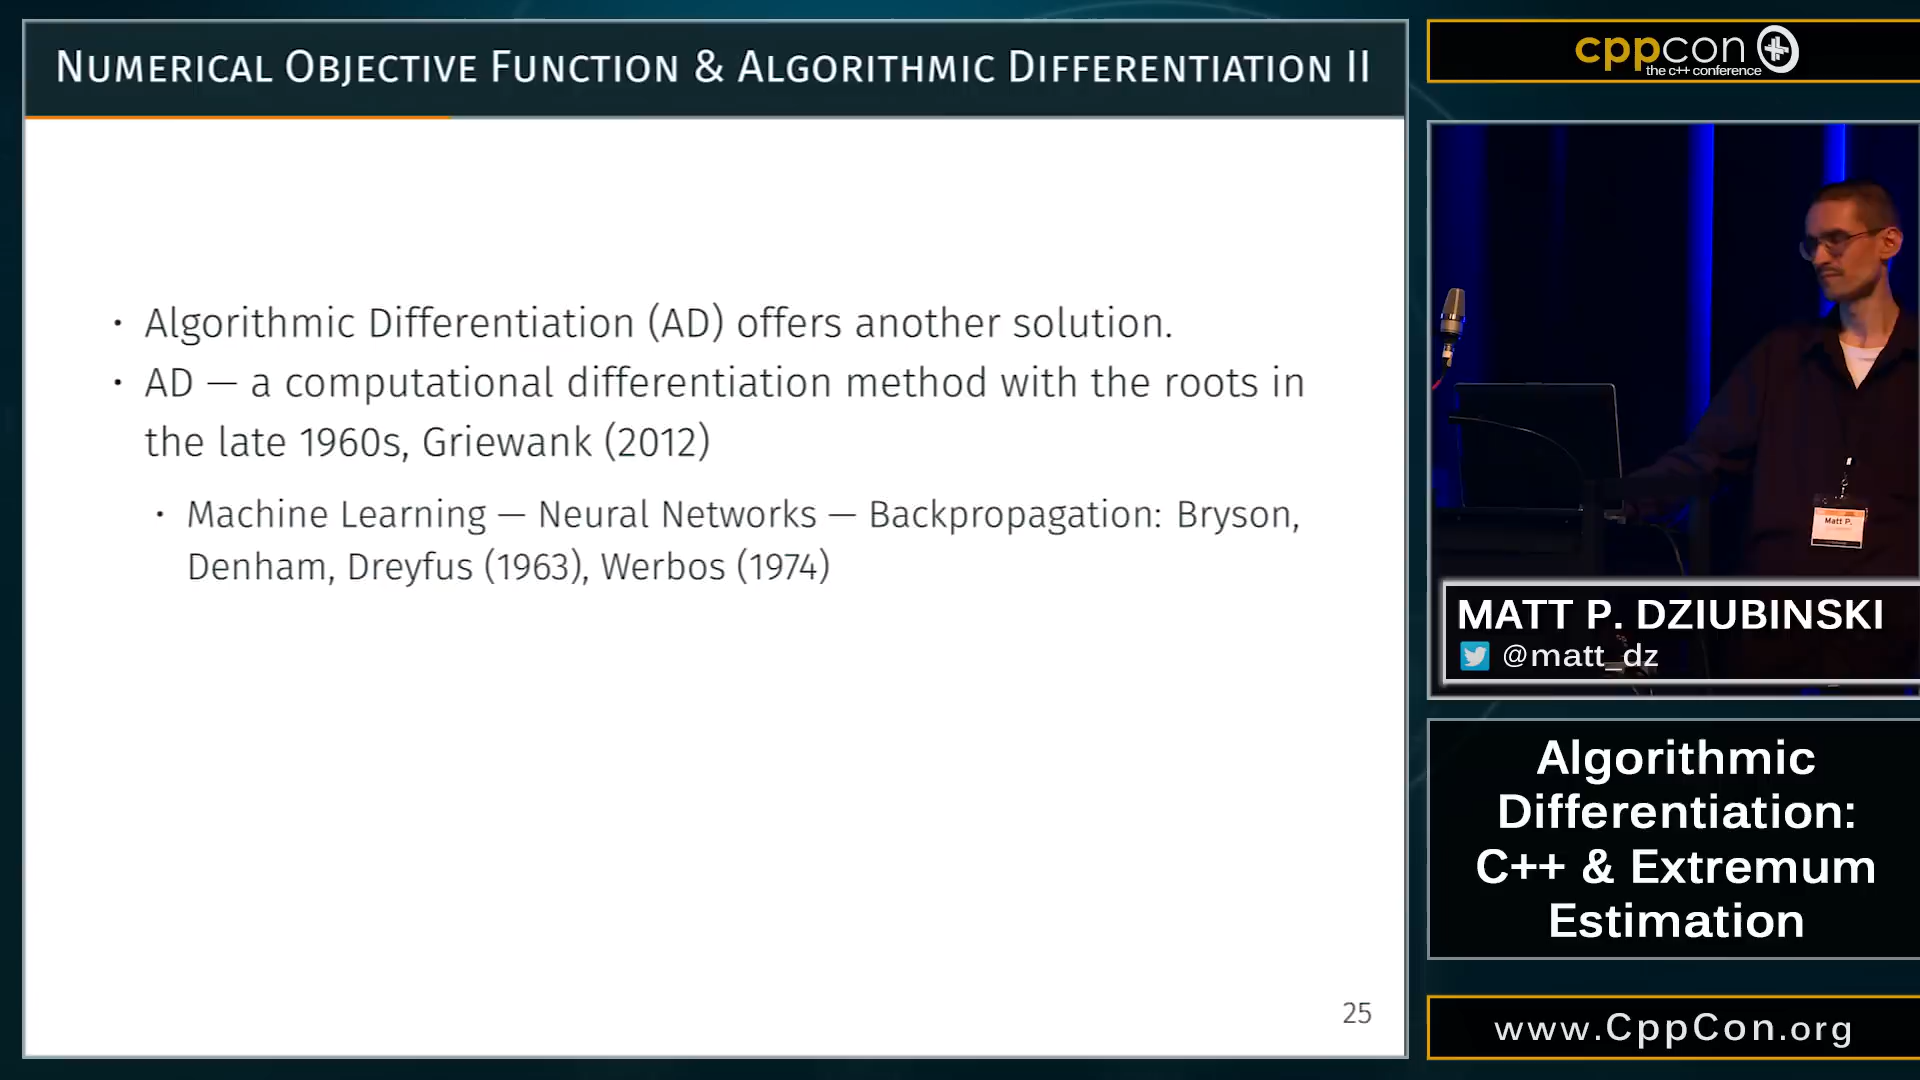 NUMERICAL OBJECTIVE FUNCTION & ALGORITHMIC DIFFERENTIATION II
· Algorithmic Differentiation (AD) offers another solution.
· AD — a computational differentiation method with the roots in
the late 1960s, Griewank (2012)
· Machine Learning — Neural Networks — Backpropagation: Bryson,
Denham, Dreyfus (1963), Werbos (1974)
25
cppcon
the c++ conference
Matt P.
MATT P. DZIUBINSKI
@matt_dz
Algorithmic
Differentiation:
C++ & Extremum
Estimation
www.CppCon.org